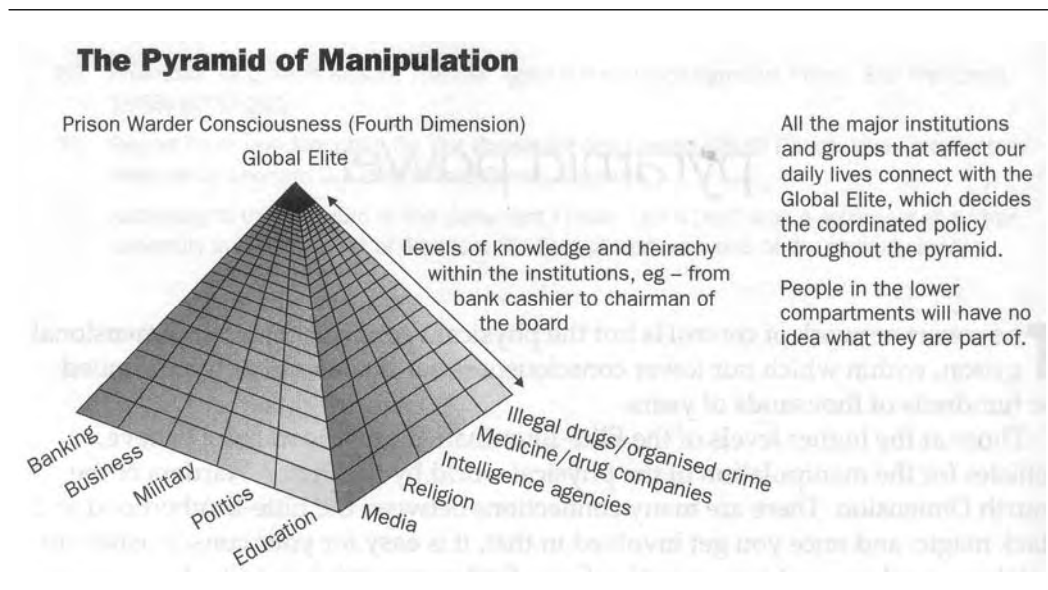 The Pyramid of Manipulation
Prison Warder Consciousness (Fourth Dimension)
Global Elite
Levels of knowledge and heirachy
within the institutions, eg – from
bank cashier to chairman of
the board
All the major institutions
and groups that affect our
daily lives connect with the
Global Elite, which decides
the coordinated policy
throughout the pyramid.
People in the lower
compartments will have no
idea what they are part of.
Banking
Business
Military
Politics
Education
Media
Religion
Intelligence agencies
Medicine/drug companies
Illegal drugs/organised crime